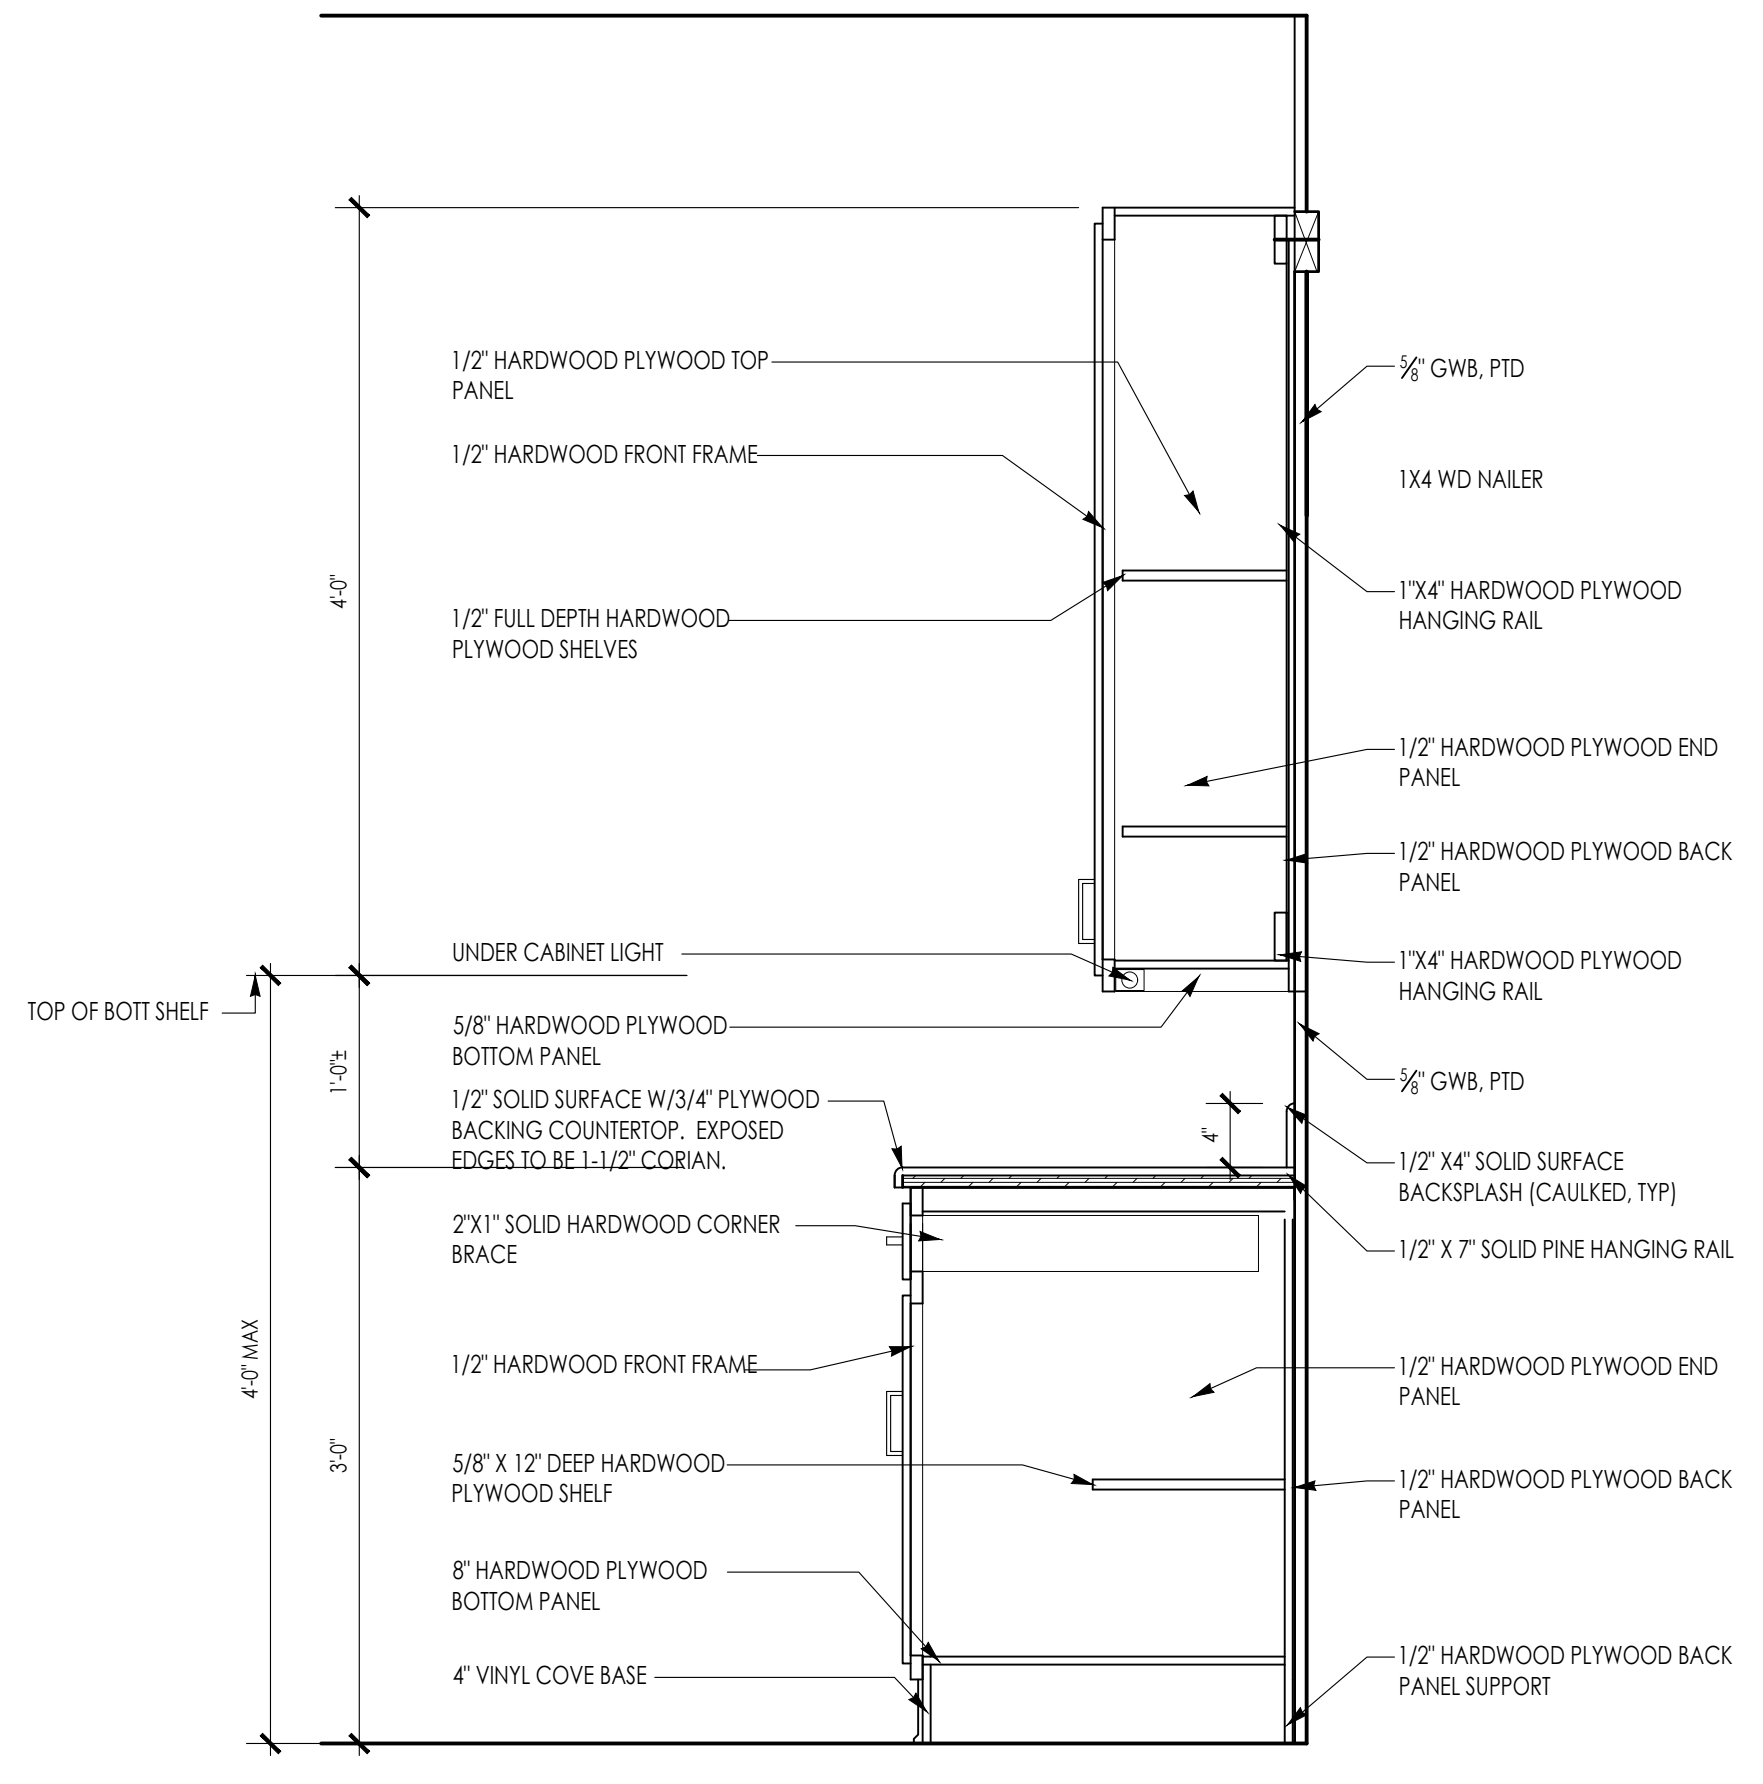 1/2" HARDWOOD PLYWOOD TOP
PANEL
1/2" HARDWOOD FRONT FRAME
4'-0"
1/2" FULL DEPTH HARDWOOD
PLYWOOD SHELVES
UNDER CABINET LIGHT
TOP OF BOTT SHELF
5/8" HARDWOOD PLYWOOD
BOTTOM PANEL
1'-0"±
1/2" SOLID SURFACE W/3/4" PLYWOOD
BACKING COUNTERTOP. EXPOSED
EDGES TO BE 1-1/2" CORIAN.
2"X1" SOLID HARDWOOD CORNER
BRACE
4'-0" MAX
1/2" HARDWOOD FRONT FRAME
3'-0"
5/8" X 12" DEEP HARDWOOD
PLYWOOD SHELF
8" HARDWOOD PLYWOOD
BOTTOM PANEL
4" VINYL COVE BASE
4"
5/8" GWB, PTD
1X4 WD NAILER
1"X4" HARDWOOD PLYWOOD
HANGING RAIL
1/2" HARDWOOD PLYWOOD END
PANEL
1/2" HARDWOOD PLYWOOD BACK
PANEL
1"X4" HARDWOOD PLYWOOD
HANGING RAIL
5/8" GWB, PTD
1/2" X4" SOLID SURFACE
BACKSPLASH (CAULKED, TYP)
1/2" X 7" SOLID PINE HANGING RAIL
1/2" HARDWOOD PLYWOOD END
PANEL
1/2" HARDWOOD PLYWOOD BACK
PANEL
1/2" HARDWOOD PLYWOOD BACK
PANEL SUPPORT